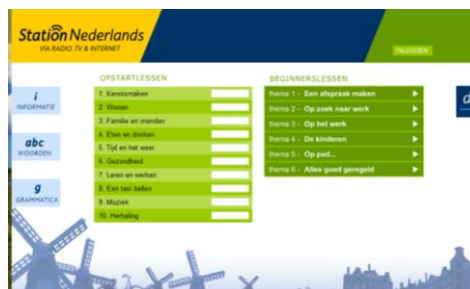 Station Nederlands
VIA RADIO, TV & INTERNET
INLOGGEN
i
INFORMATIE
abc
WOORDEN
g
GRAMMATICA
OPSTARTLESSEN
1. Kennismaken
2. Wonen
3. Familie en vrienden
4. Eten en drinken
5. Tijd en het weer
6. Gezondheid
7. Leren en werken
8. Een taxi bellen
9. Muziek
10. Herhaling
BEGINNERSLESSEN
thema 1 - Een afspraak maken
thema 2 - Op zoek naar werk
thema 3 - Op het werk
thema 4 - De kinderen
thema 5 - Op pad...
thema 6 - Alles goed geregeld
d